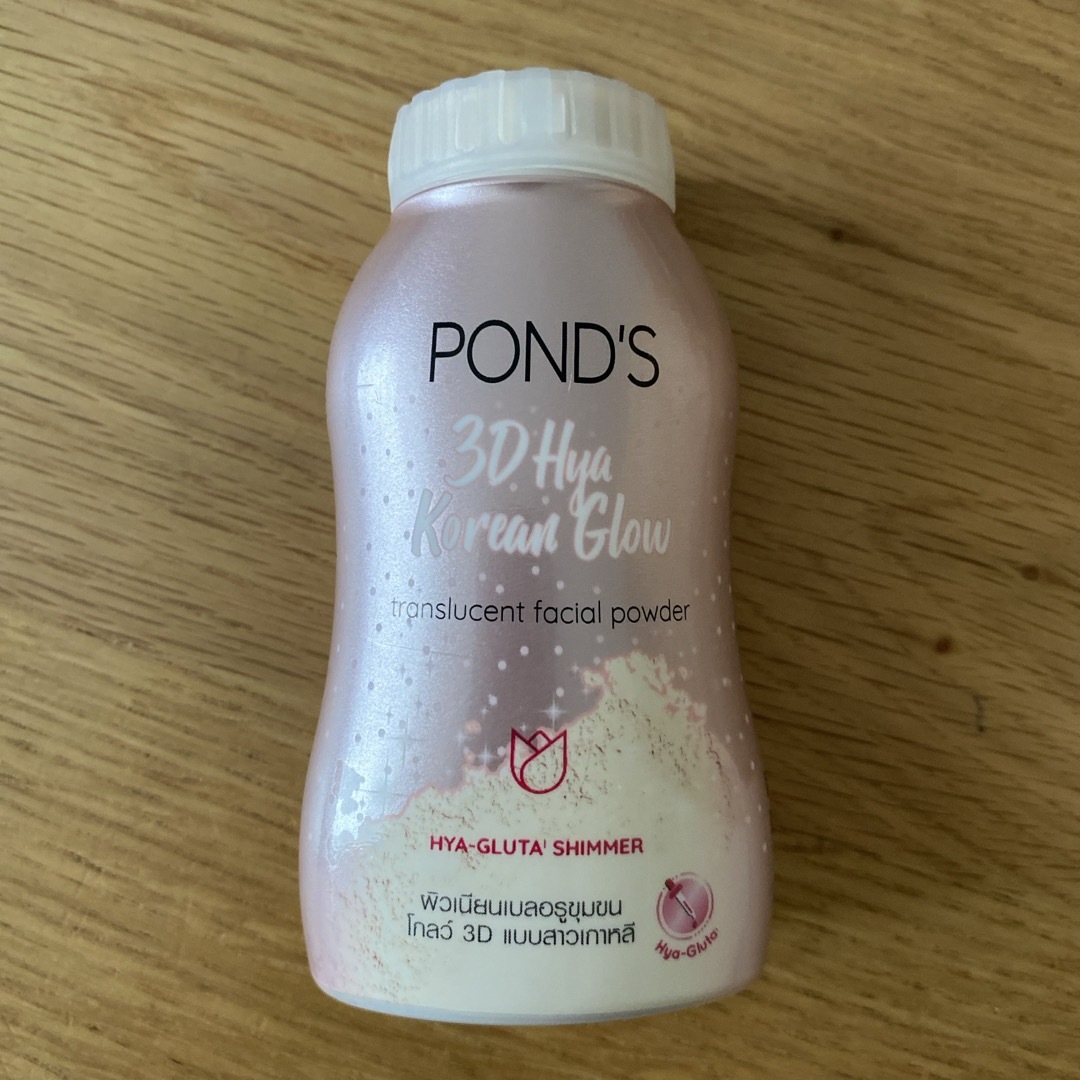 POND'S
3D Hya
Korean Glow
translucent facial powder
HYA-GLUTA' SHIMMER
ผิวเนียนเบลอรูขุมขน
โกลว์ 3D แบบสาวเกาหลี
Hya-Gluta'